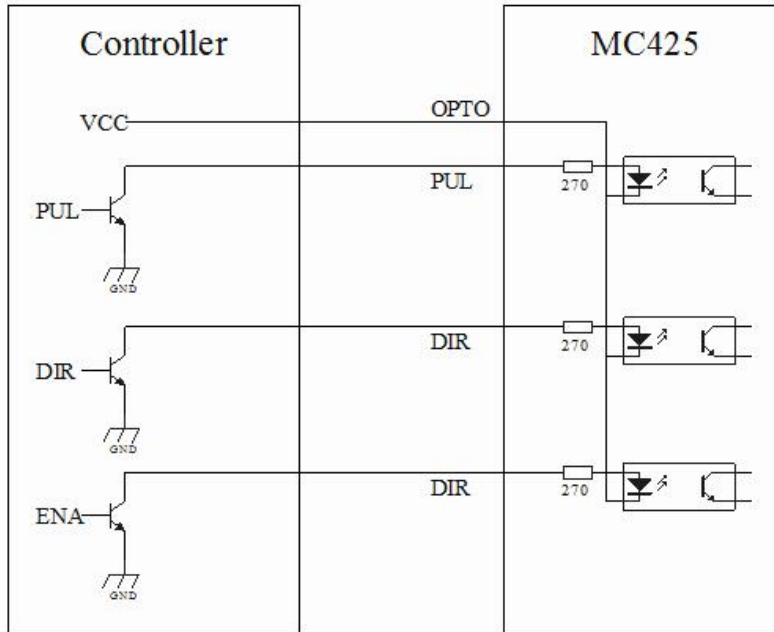 Controller
MC425
VCC
OPTO
PUL
270
PUL
GND
DIR
270
DIR
GND
DIR
270
ENA
GND